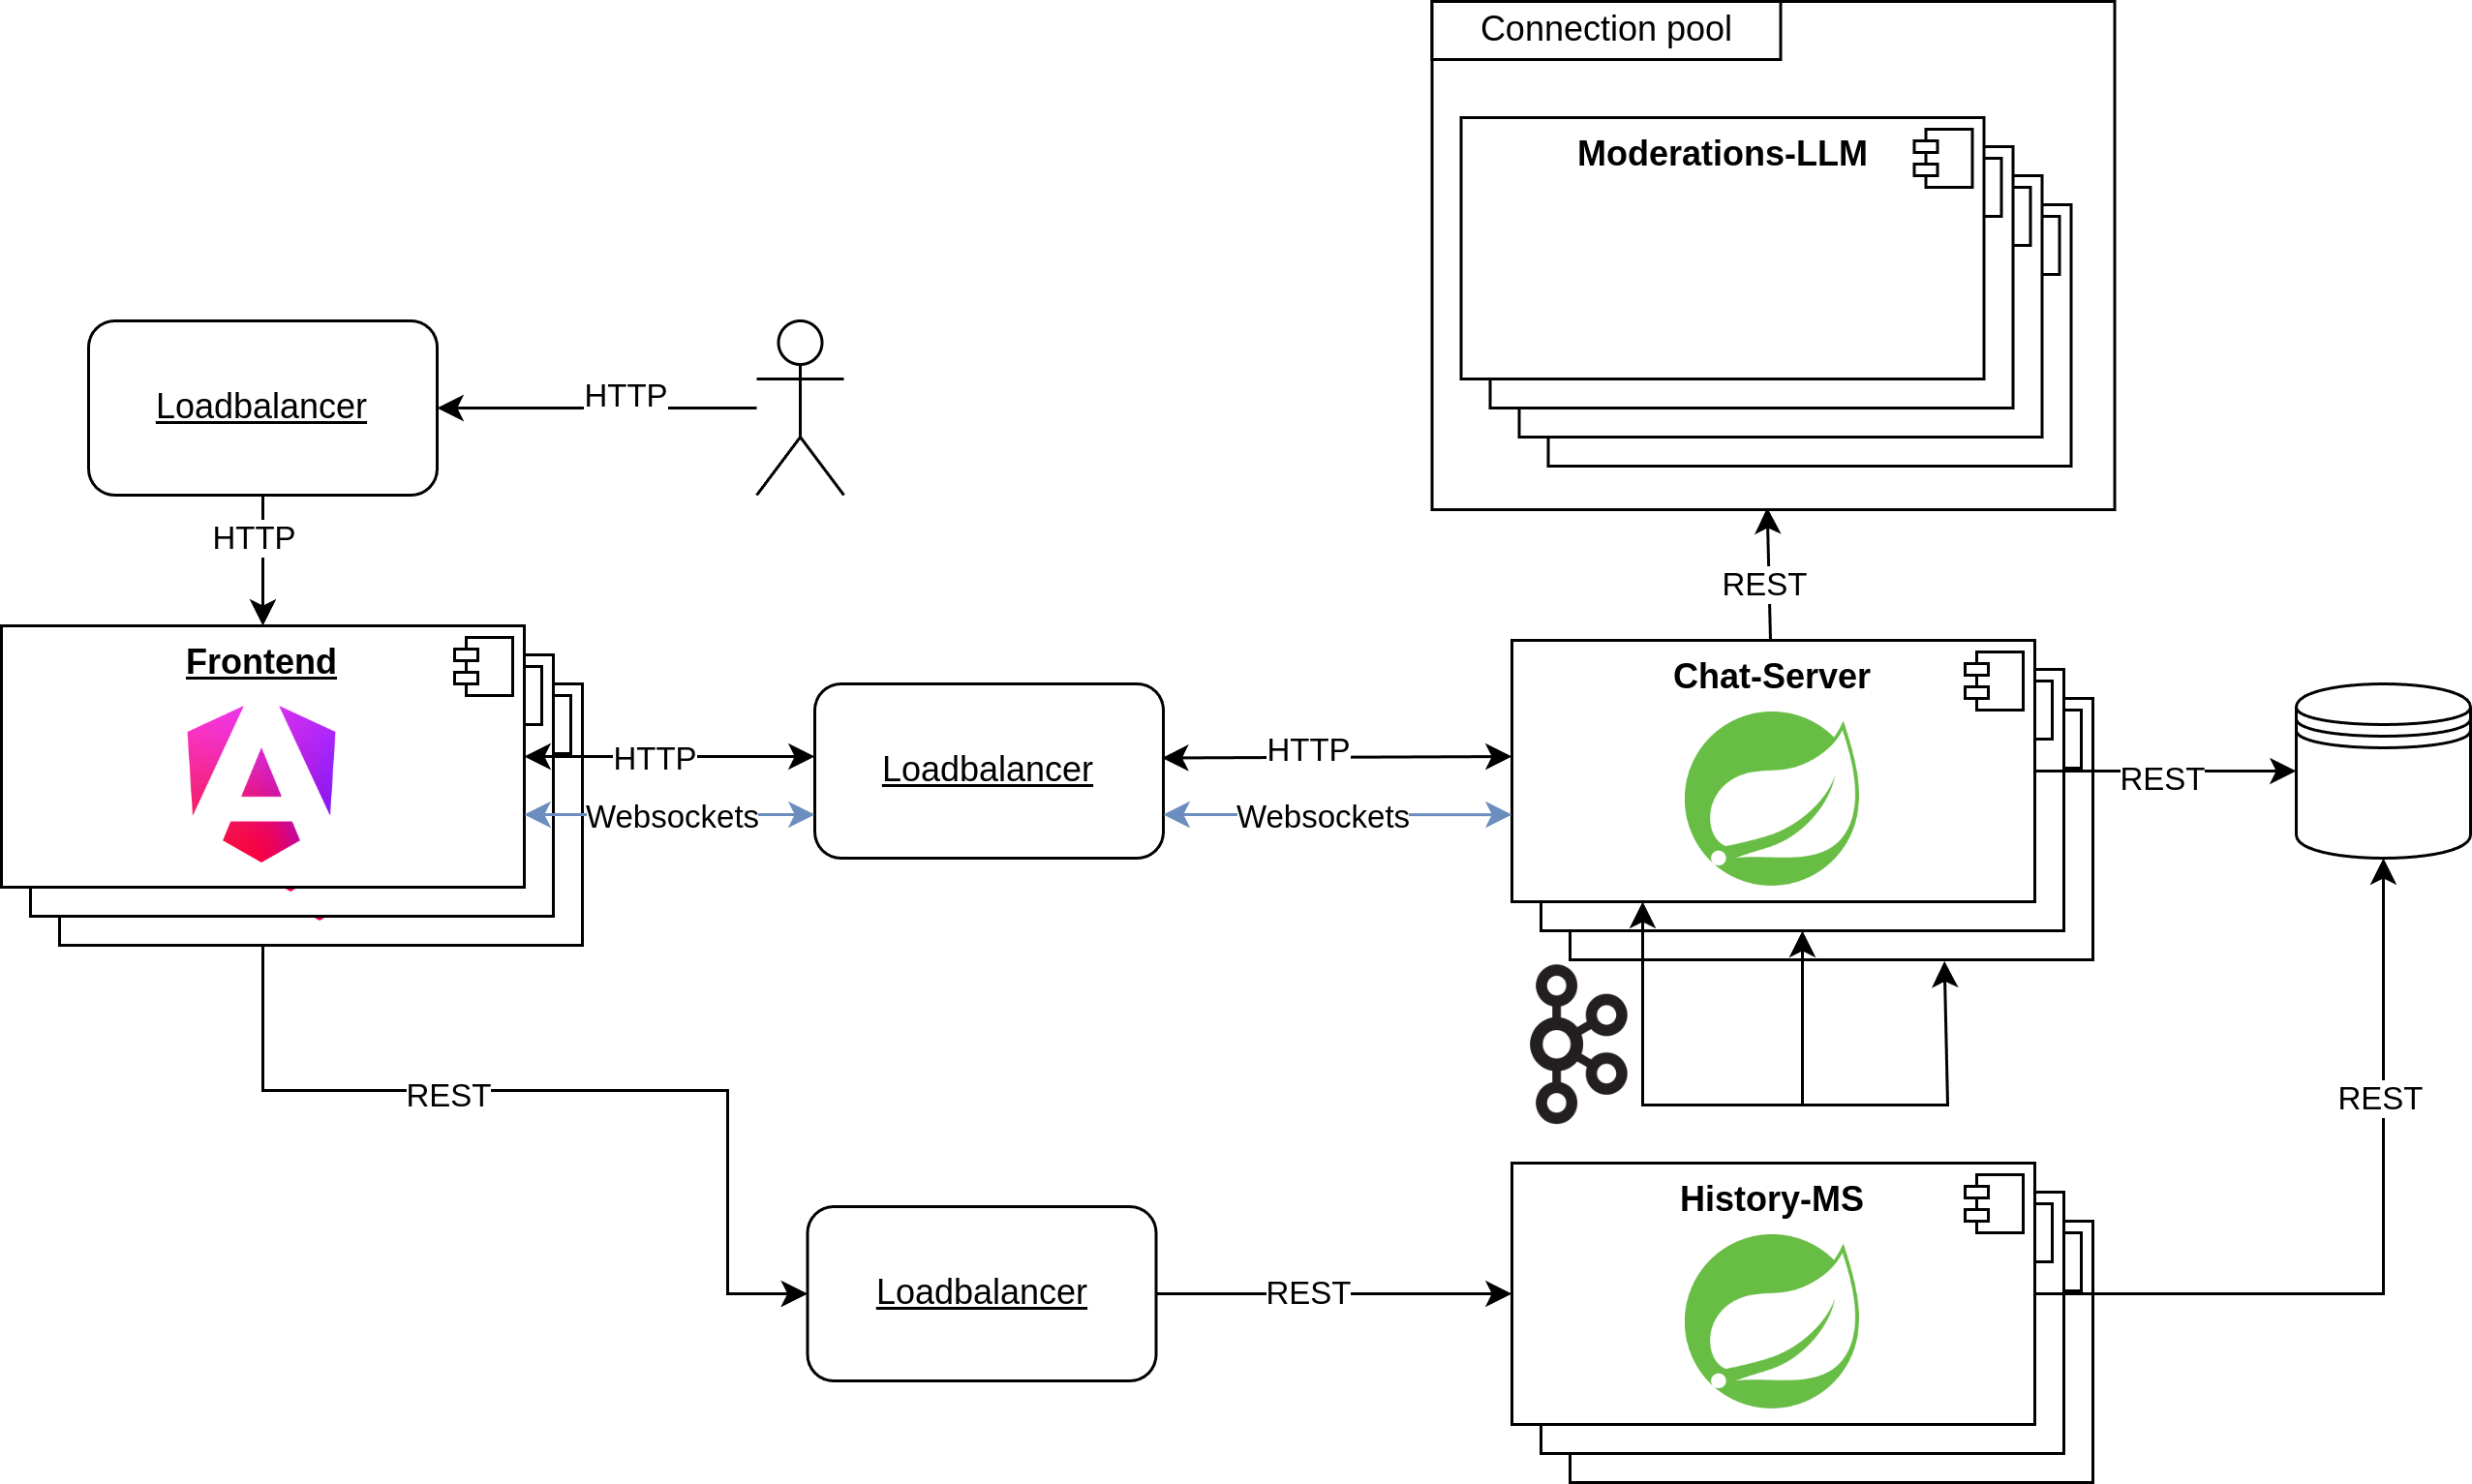 Connection pool
Moderations-LLM
Loadbalancer
HTTP
HTTP
REST
Frontend
Chat-Server
HTTP
Loadbalancer
HTTP
REST
Websockets
Websockets
REST
REST
History-MS
Loadbalancer
REST